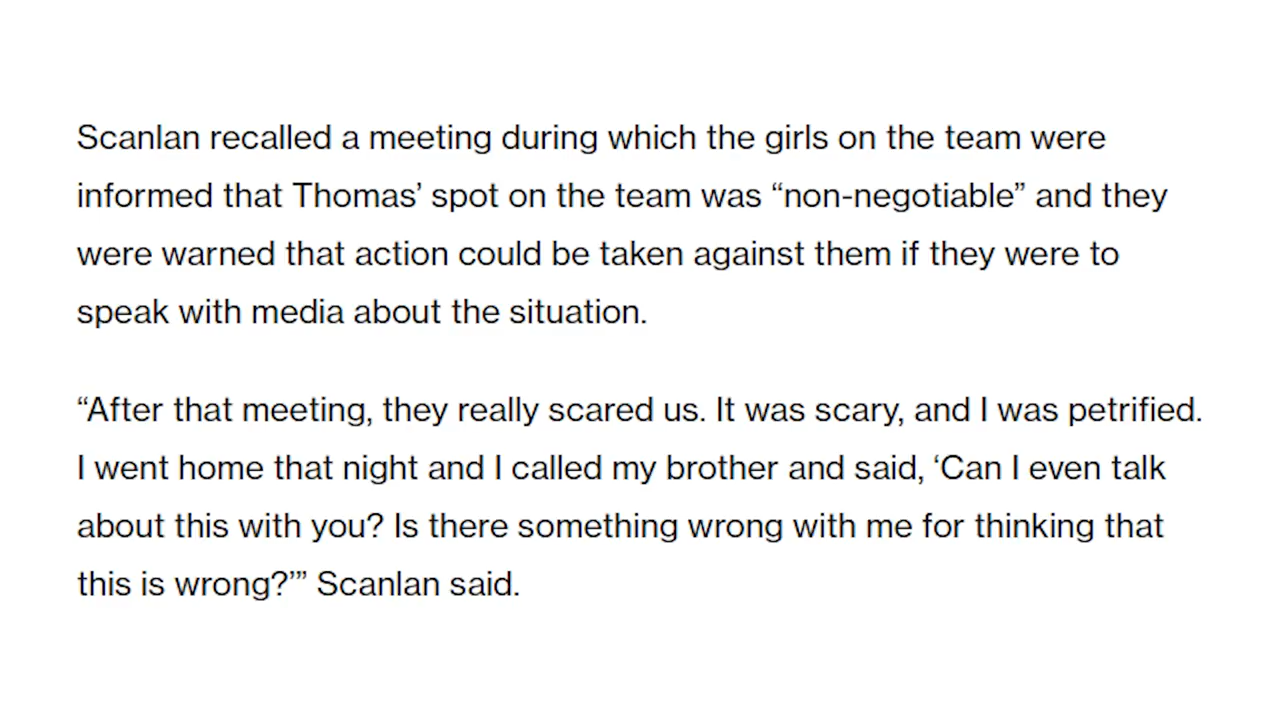 Scanlan recalled a meeting during which the girls on the team were
informed that Thomas’ spot on the team was “non-negotiable” and they
were warned that action could be taken against them if they were to
speak with media about the situation.
“After that meeting, they really scared us. It was scary, and I was petrified.
I went home that night and I called my brother and said, ‘Can I even talk
about this with you? Is there something wrong with me for thinking that
this is wrong?’” Scanlan said.